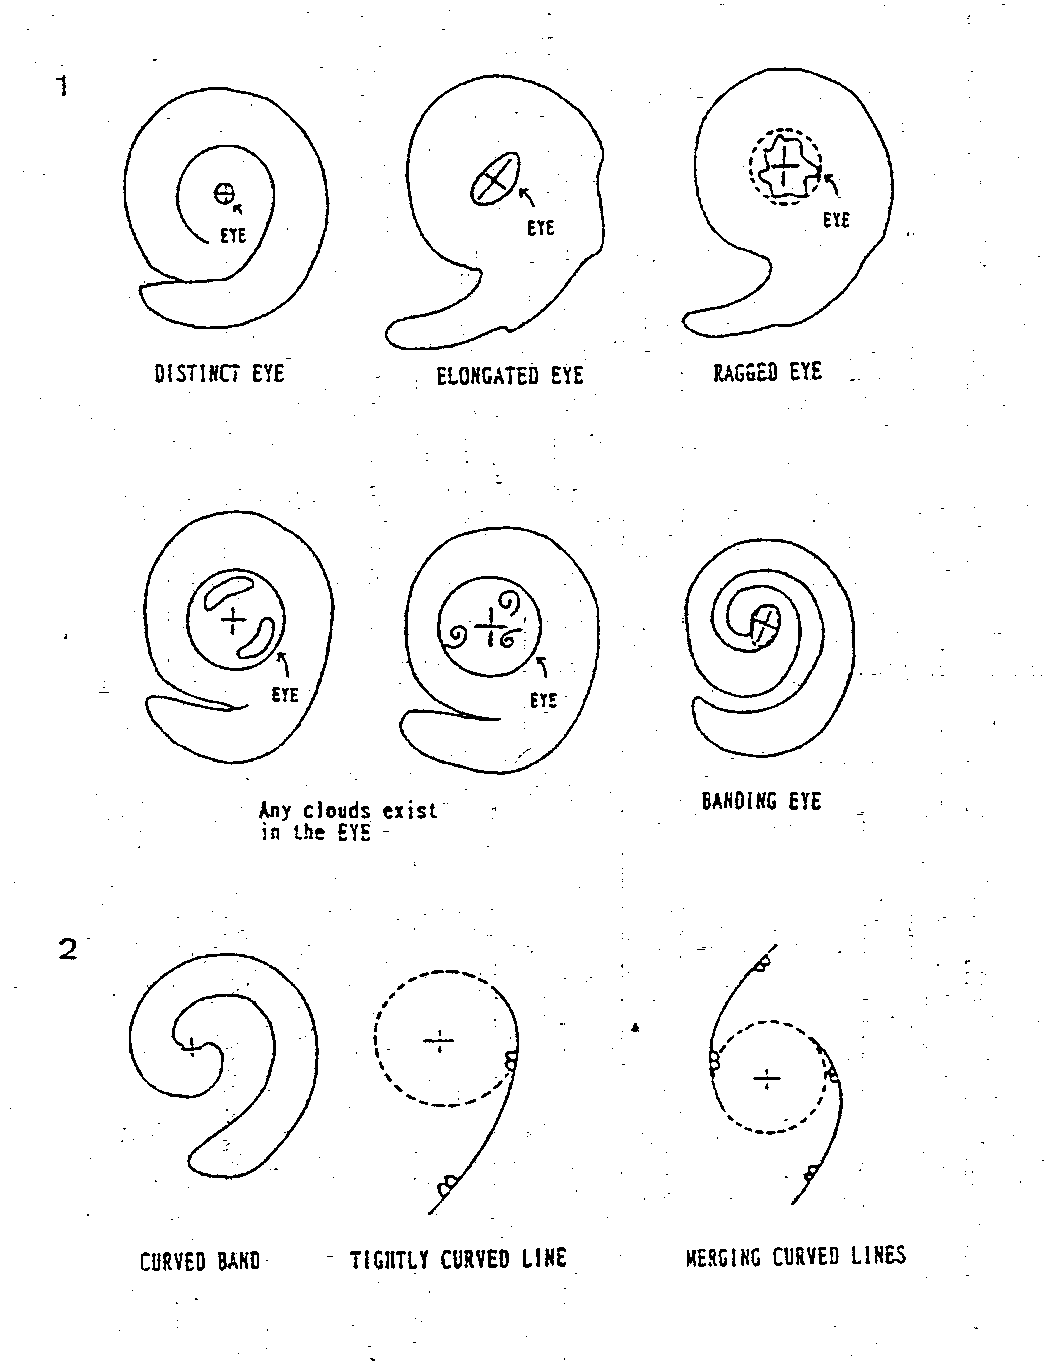 1
EYE
EYE
EYE
DISTINCT EYE
ELONGATED EYE
RAGGED EYE
EYE
EYE
Any clouds exist
in the EYE
BANDING EYE
2
CURVED BAND
TIGHTLY CURVED LINE
MERGING CURVED LINES